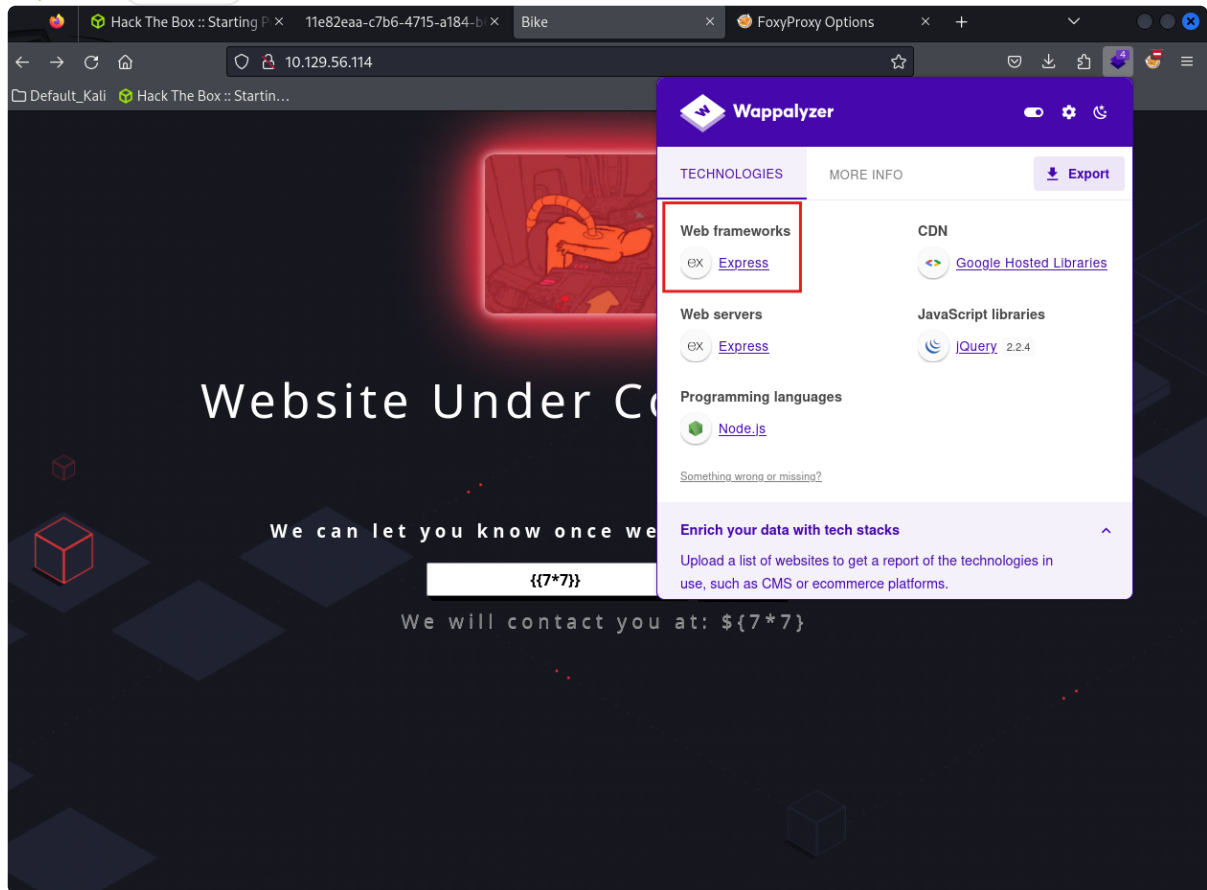 Hack The Box :: Starting P
11e82eaa-c7b6-4715-a184-b
Bike
FoxyProxy Options
10.129.56.114
4
Default_Kali
Hack The Box :: Startin...
Wappalyzer
TECHNOLOGIES
MORE INFO
Export
Web frameworks
ex Express
CDN
Google Hosted Libraries
Web servers
ex Express
JavaScript libraries
jQuery 2.2.4
Programming languages
Node.js
Something wrong or missing?
Enrich your data with tech stacks
Upload a list of websites to get a report of the technologies in
use, such as CMS or ecommerce platforms.
Website Under Co
We can let you know once we
{{7*7}}
We will contact you at: ${7*7}